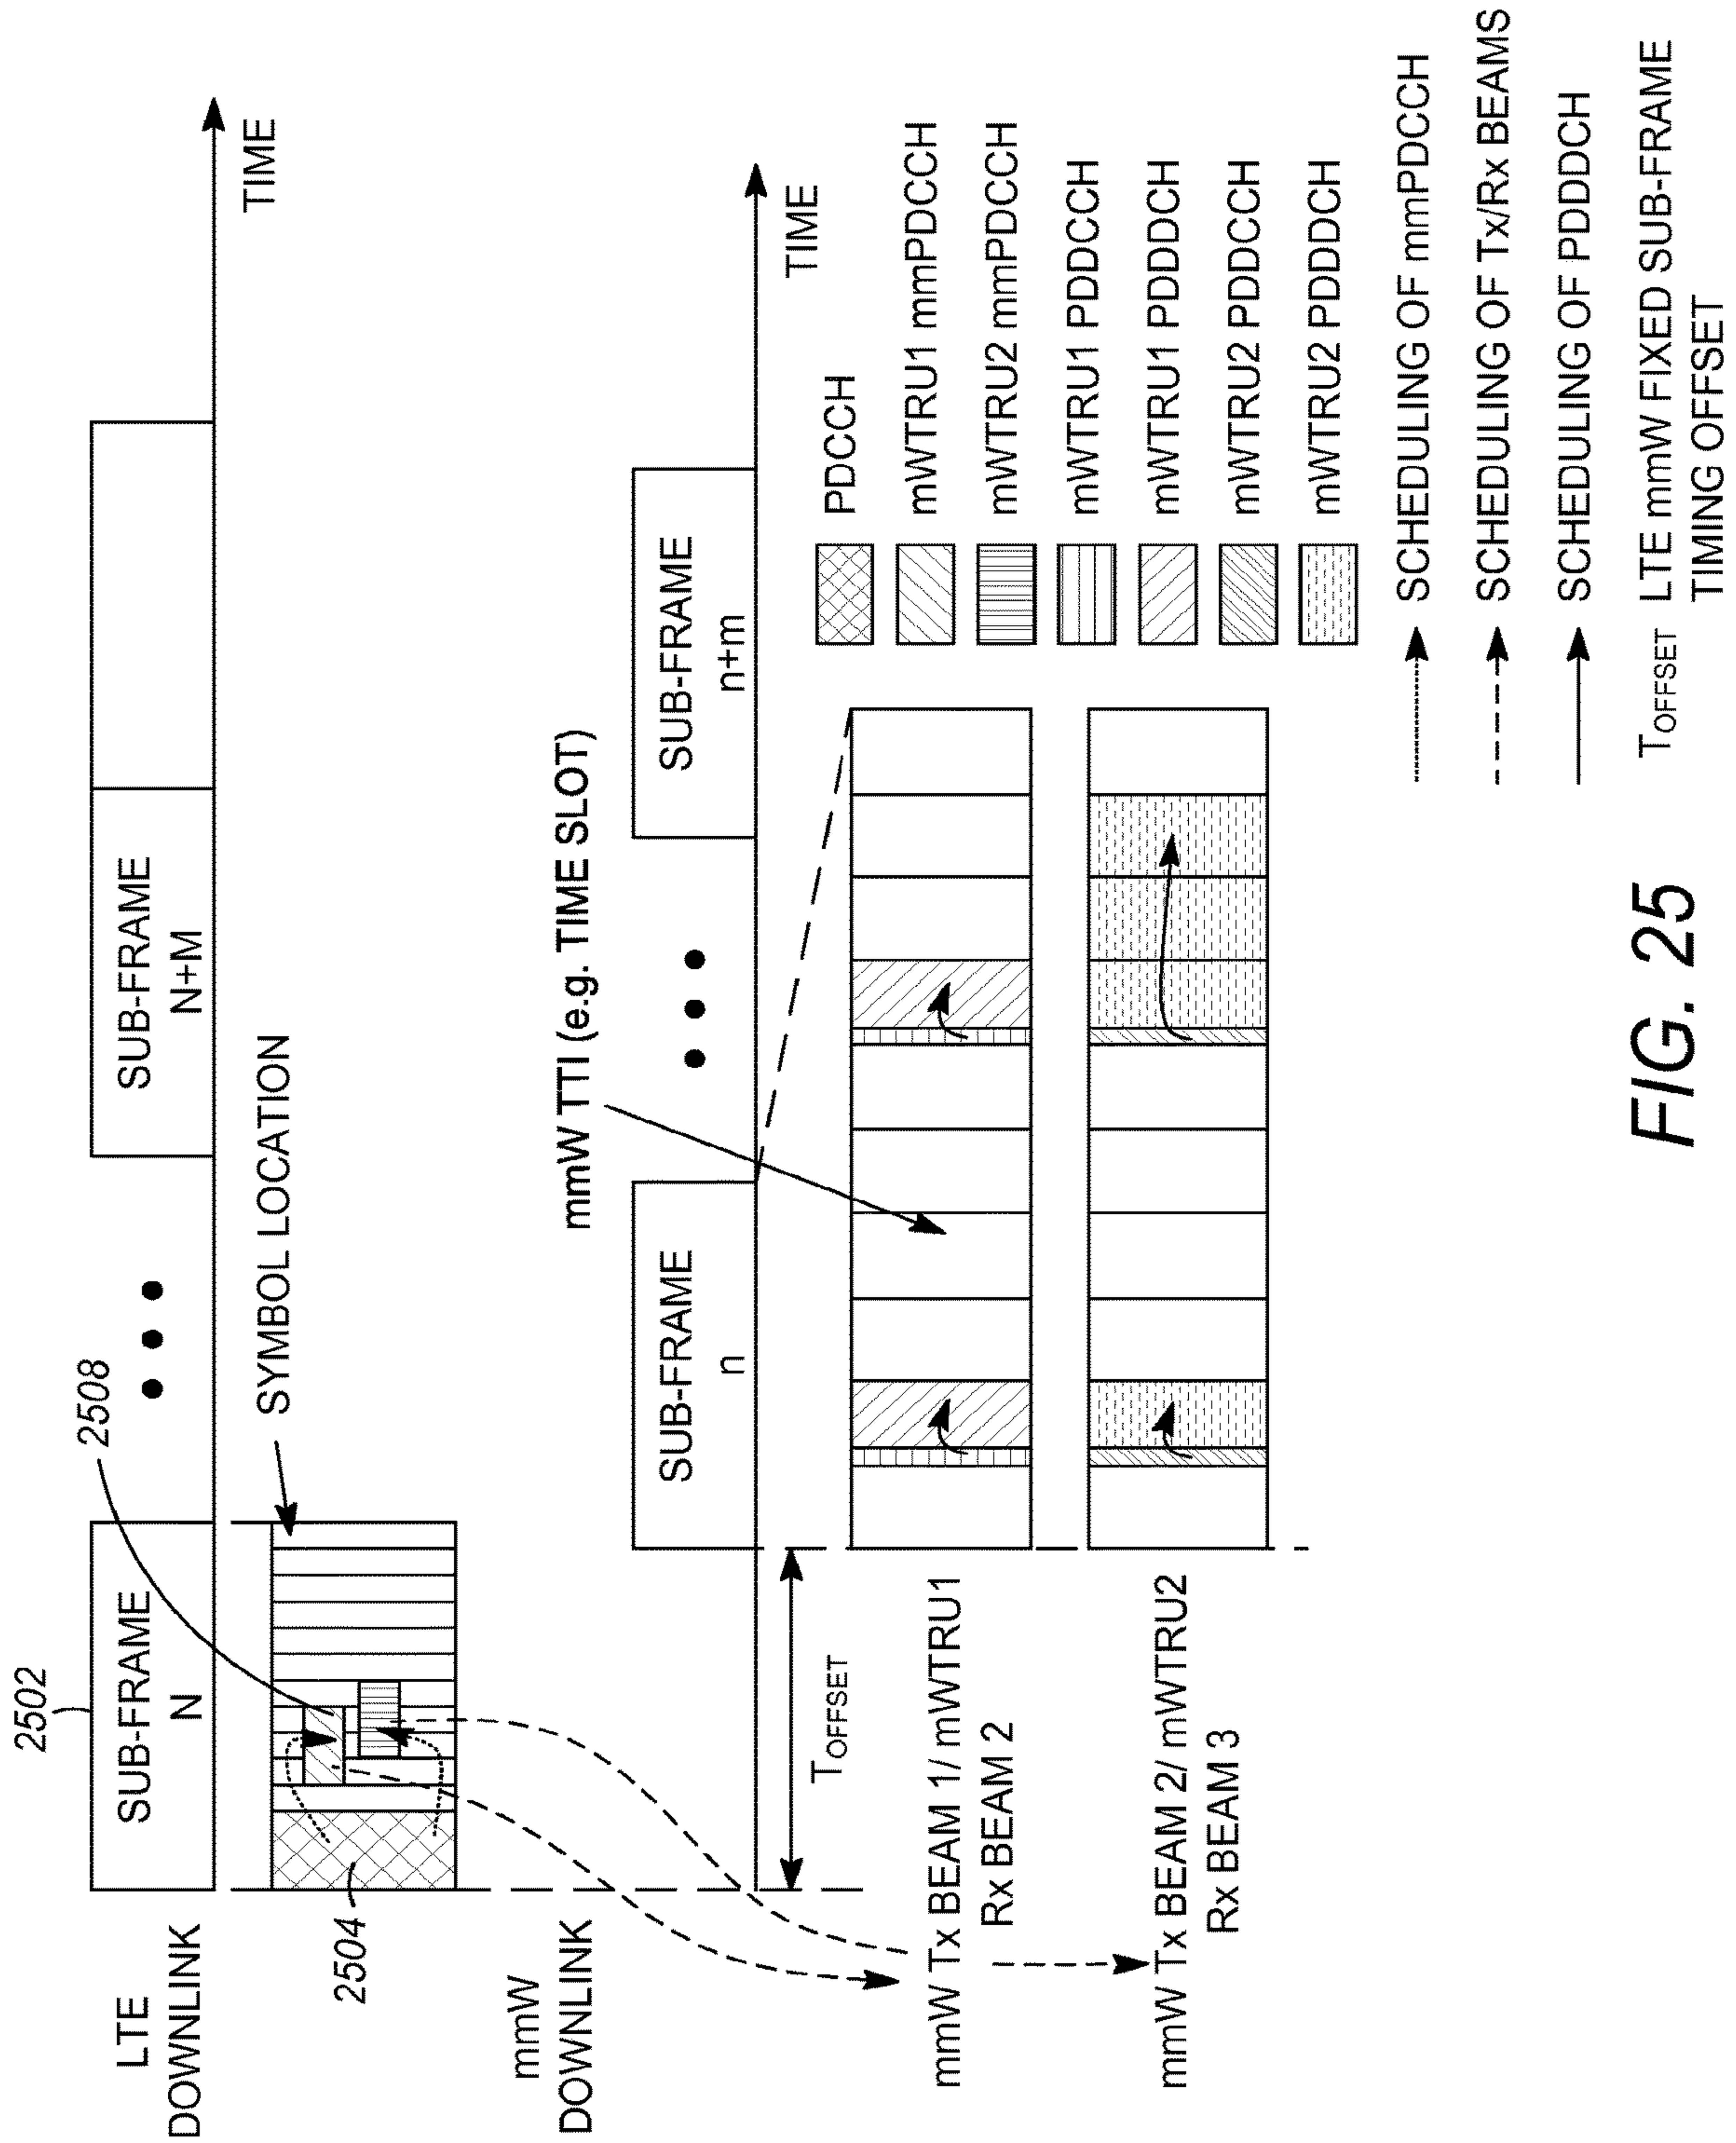 2502
LTE
DOWNLINK
SUB-FRAME
N
2508
SUB-FRAME
N+M
TIME
SYMBOL LOCATION
2504
mmW
DOWNLINK
mmW TTI (e.g. TIME SLOT)
SUB-FRAME
n
SUB-FRAME
n+m
TIME
TOFFSET
mmW Tx BEAM 1/ mWTRU1
Rx BEAM 2
mmW Tx BEAM 2/ mWTRU2
Rx BEAM 3
PDCCH
mWTRU1 mmPDCCH
mWTRU2 mmPDCCH
mWTRU1 PDDCCH
mWTRU1 PDDDCH
mWTRU2 PDDCCH
mWTRU2 PDDDCH
SCHEDULING OF mmPDCCH
SCHEDULING OF Tx/Rx BEAMS
SCHEDULING OF PDDDCH
TOFFSET LTE mmW FIXED SUB-FRAME
TIMING OFFSET
FIG. 25